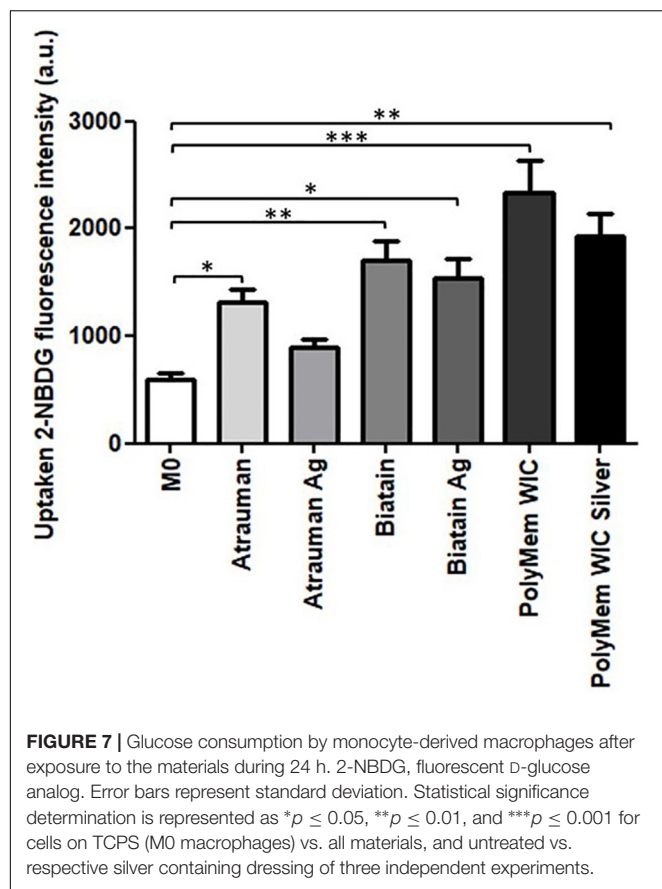 Uptaken 2-NBDG fluorescence intensity (a.u.)
3000
2000
1000
0
**
***
*
**
*
M0
Atrauman
Atrauman Ag
Biatain
Biatain Ag
PolyMem WIC
PolyMem WIC Silver
FIGURE 7 | Glucose consumption by monocyte-derived macrophages after
exposure to the materials during 24 h. 2-NBDG, fluorescent D-glucose
analog. Error bars represent standard deviation. Statistical significance
determination is represented as *p ≤ 0.05, **p ≤ 0.01, and ***p ≤ 0.001 for
cells on TCPS (M0 macrophages) vs. all materials, and untreated vs.
respective silver containing dressing of three independent experiments.